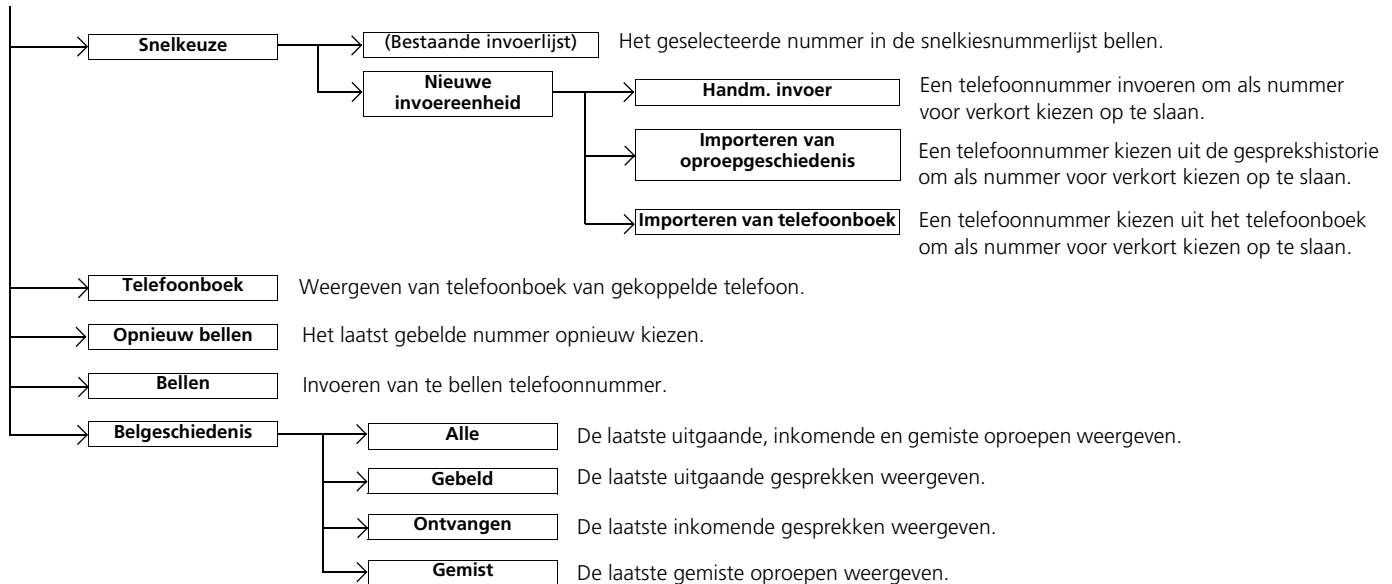 Snelkeuze
(Bestaande invoerlijst)
Het geselecteerde nummer in de snelkiesnummerlijst bellen.
Nieuwe
invoereenheid
Handm. invoer
Een telefoonnummer invoeren om als nummer
voor verkort kiezen op te slaan.
Importeren van
oproepgeschiedenis
Een telefoonnummer kiezen uit de gesprekshistorie
om als nummer voor verkort kiezen op te slaan.
Importeren van telefoonboek
Een telefoonnummer kiezen uit het telefoonboek
om als nummer voor verkort kiezen op te slaan.
Telefoonboek
Weergeven van telefoonboek van gekoppelde telefoon.
Opnieuw bellen
Het laatst gebelde nummer opnieuw kiezen.
Bellen
Invoeren van te bellen telefoonnummer.
Belgeschiedenis
Alle
De laatste uitgaande, inkomende en gemiste oproepen weergeven.
Gebeld
De laatste uitgaande gesprekken weergeven.
Ontvangen
De laatste inkomende gesprekken weergeven.
Gemist
De laatste gemiste oproepen weergeven.